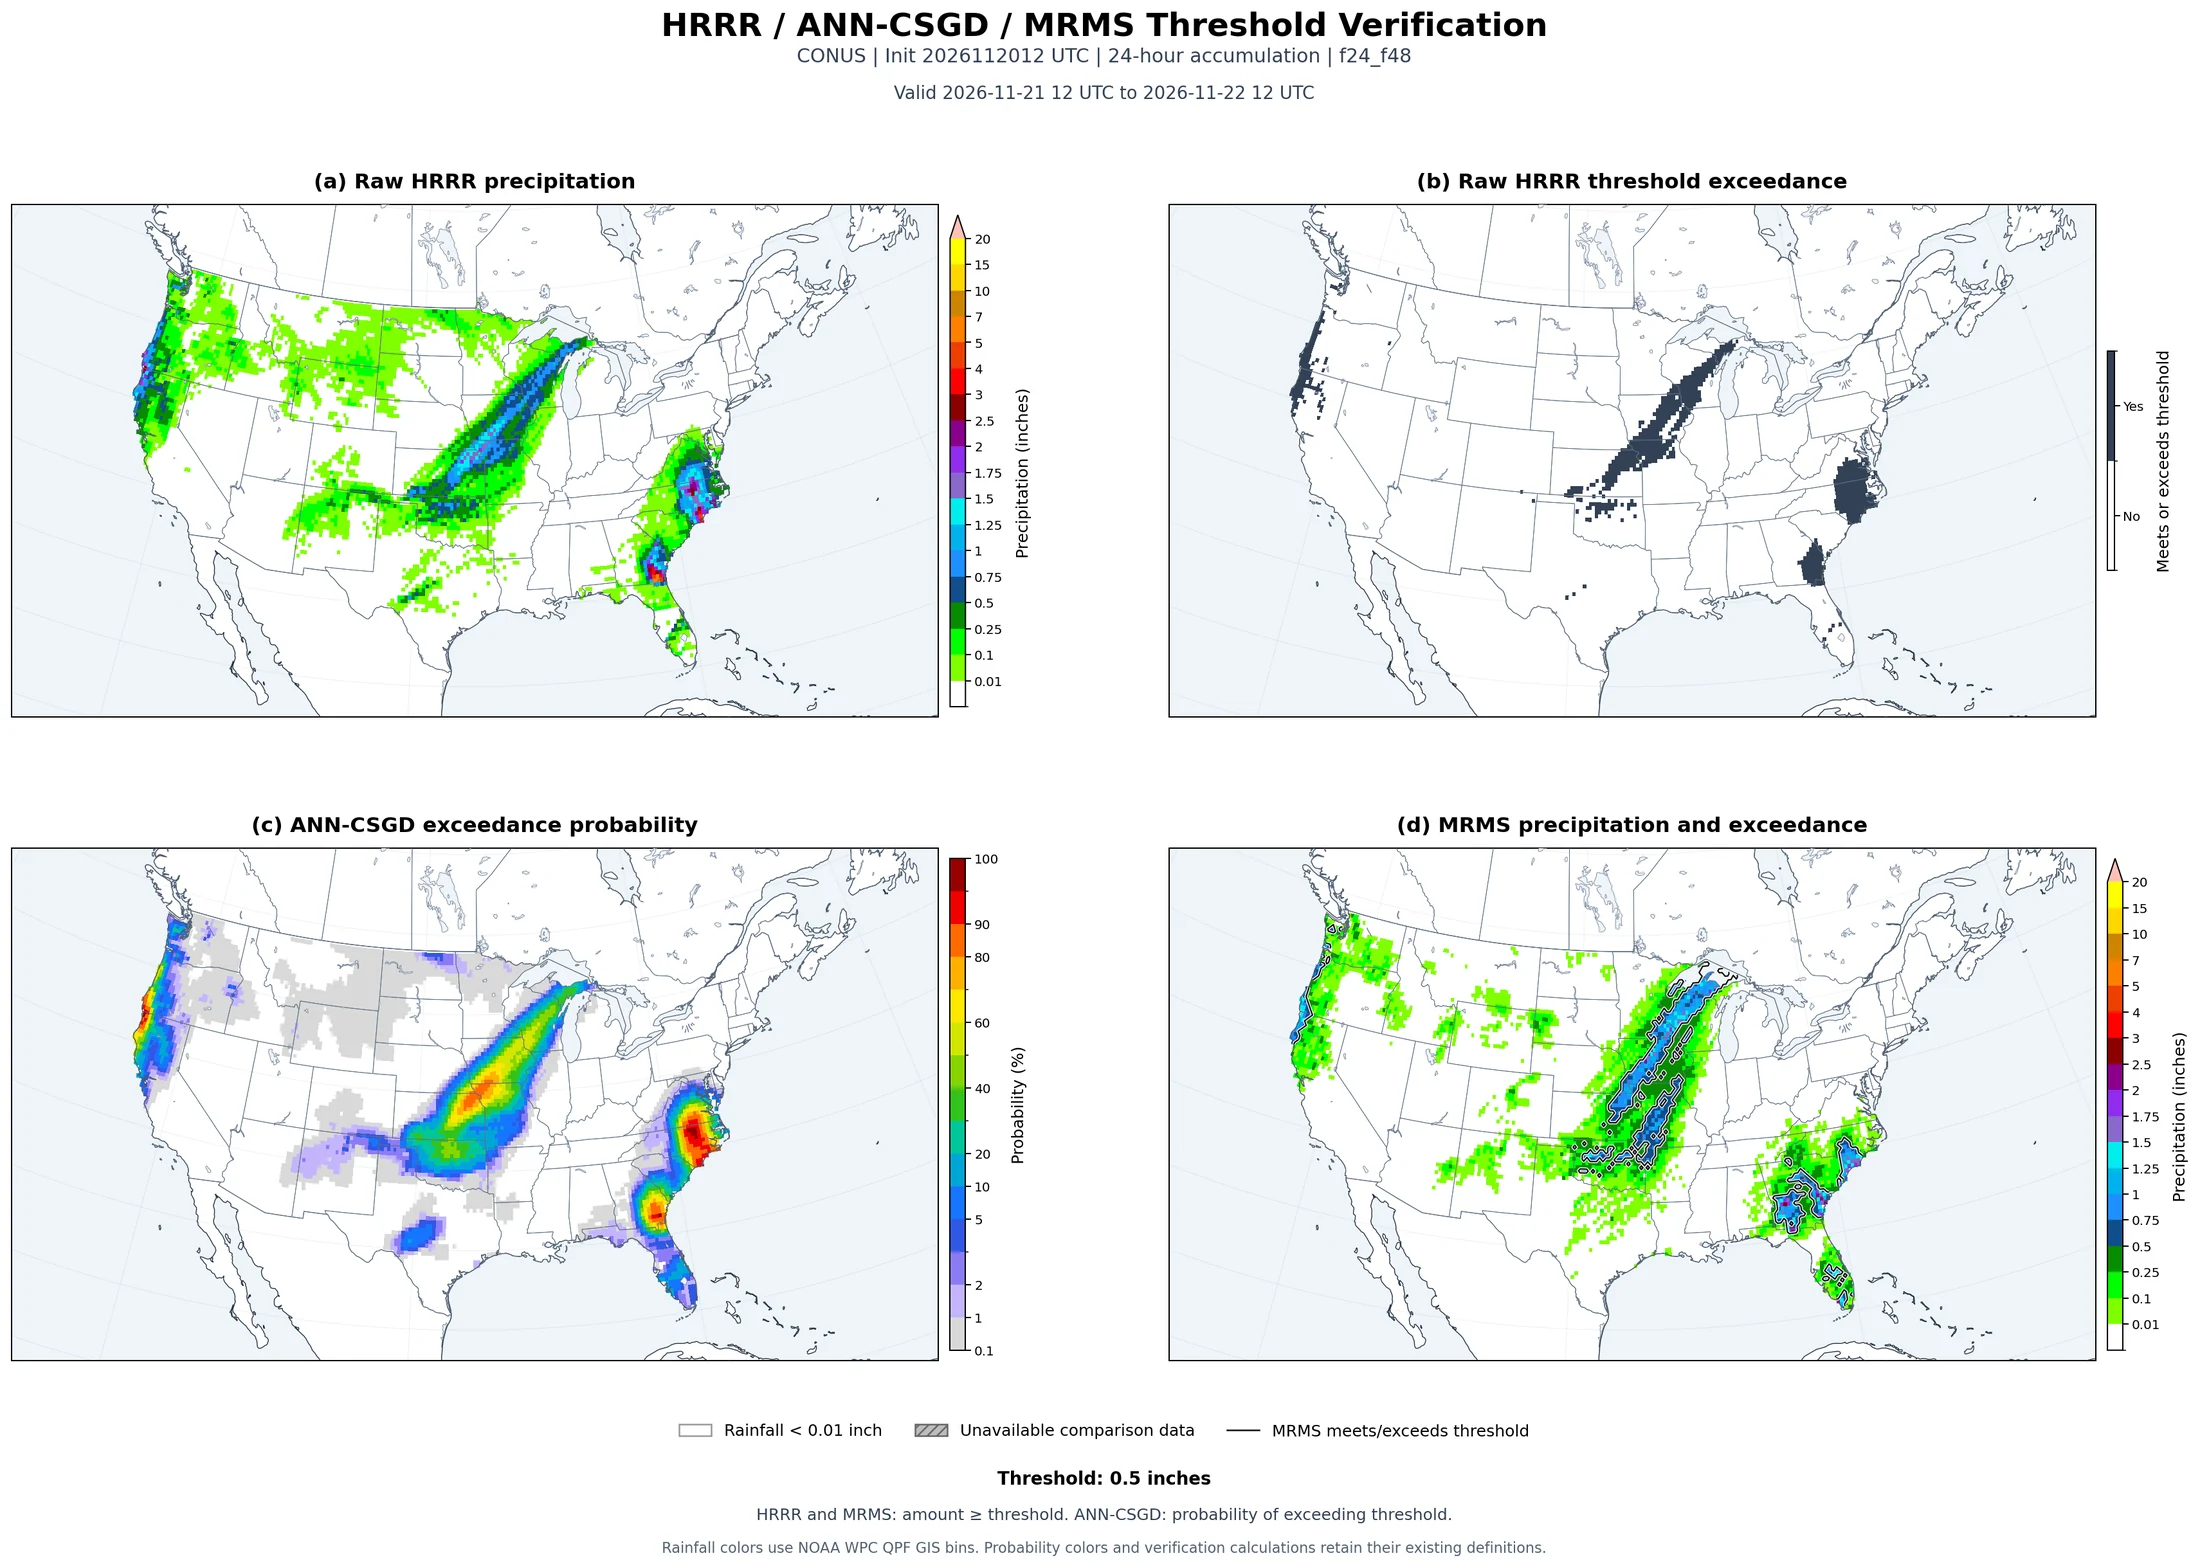 HRRR / ANN-CSGD / MRMS Threshold Verification
CONUS | Init 2026112012 UTC | 24-hour accumulation | f24_f48
Valid 2026-11-21 12 UTC to 2026-11-22 12 UTC
(a) Raw HRRR precipitation
20
15
10
7
5
4
3
2.5
2
1.75
1.5
1.25
1
0.75
0.5
0.25
0.1
0.01
Precipitation (inches)
(b) Raw HRRR threshold exceedance
Yes
No
Meets or exceeds threshold
(c) ANN-CSGD exceedance probability
100
90
80
60
40
20
10
5
2
1
0.1
Probability (%)
(d) MRMS precipitation and exceedance
20
15
10
7
5
4
3
2.5
2
1.75
1.5
1.25
1
0.75
0.5
0.25
0.1
0.01
Precipitation (inches)
Rainfall < 0.01 inch
Unavailable comparison data
MRMS meets/exceeds threshold
Threshold: 0.5 inches
HRRR and MRMS: amount ≥ threshold. ANN-CSGD: probability of exceeding threshold.
Rainfall colors use NOAA WPC QPF GIS bins. Probability colors and verification calculations retain their existing definitions.